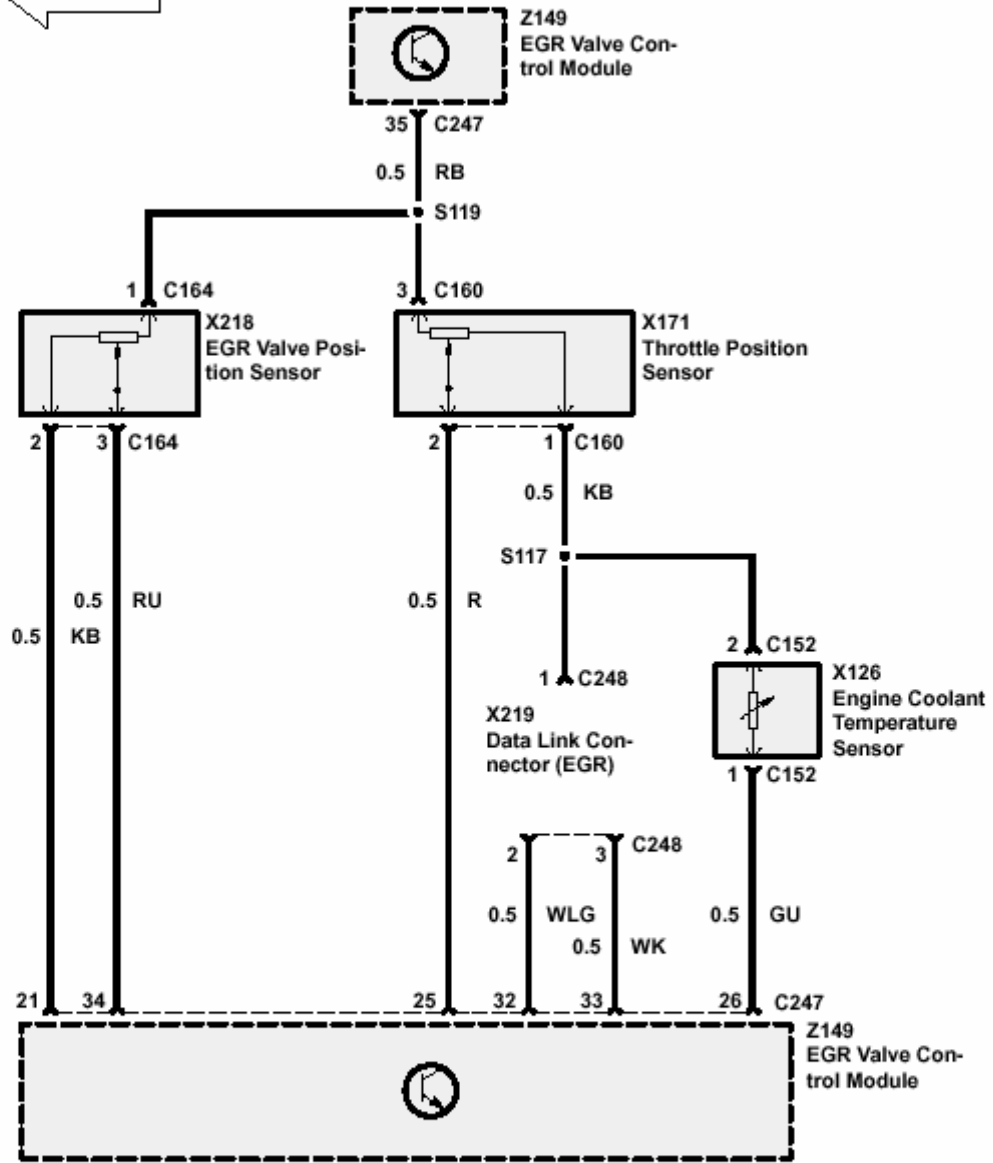 Z149
EGR Valve Con-
trol Module
35 C247
0.5 RB
S119
1 C164
3 C160
X218
EGR Valve Posi-
tion Sensor
X171
Throttle Position
Sensor
2 3 C164
2 1 C160
0.5 KB
S117
0.5 RU
0.5 R
0.5 KB
2 C152
1 C248
X126
Engine Coolant
Temperature
Sensor
X219
Data Link Con-
nector (EGR)
1 C152
2 3 C248
0.5 WLG
0.5 GU
0.5 WK
21 34 25 32 33 26 C247
Z149
EGR Valve Con-
trol Module